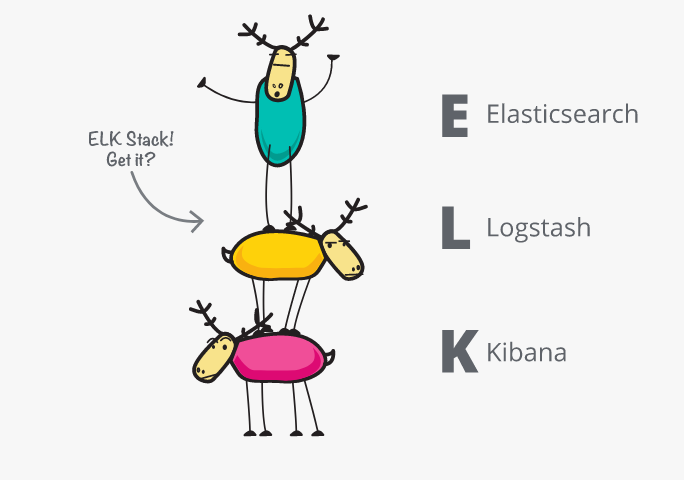 ELK Stack!
Get it?
E Elasticsearch
L Logstash
K Kibana